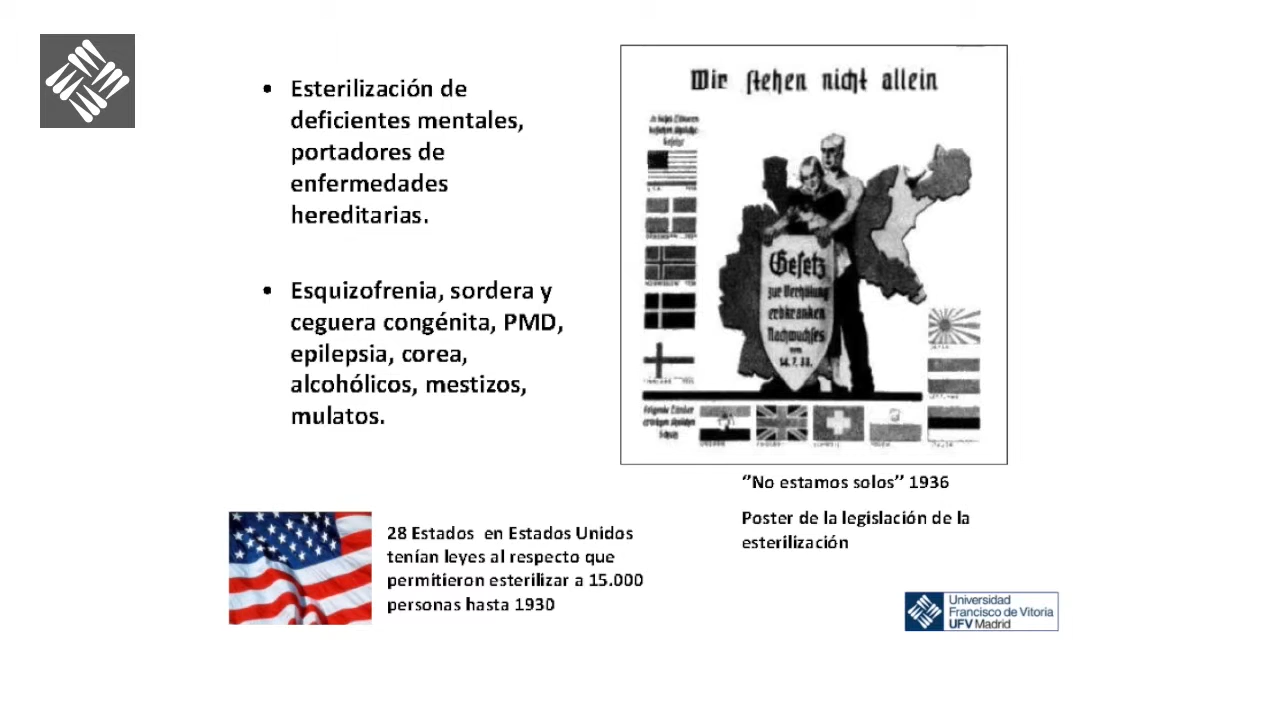 • Esterilización de
deficientes mentales,
portadores de
enfermedades
hereditarias.
• Esquizofrenia, sordera y
ceguera congénita, PMD,
epilepsia, corea,
alcohólicos, mestizos,
mulatos.
Wir stehen nicht allein
Gesetz
zur Verhütung
erbkranken
Nachwuchses
vom
14. 7. 33.
‘’No estamos solos’’ 1936
Poster de la legislación de la
esterilización
28 Estados en Estados Unidos
tenían leyes al respecto que
permitieron esterilizar a 15.000
personas hasta 1930
Universidad
Francisco de Vitoria
UFV Madrid